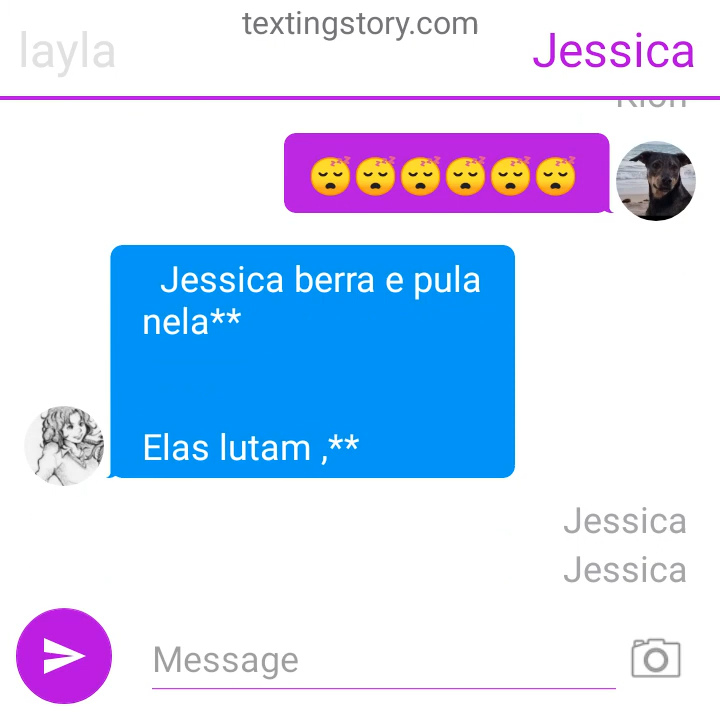 textingstory.com
layla
Jessica
😴😴😴😴😴😴
Jessica berra e pula
nela**
Elas lutam ,**
Jessica
Jessica
Message